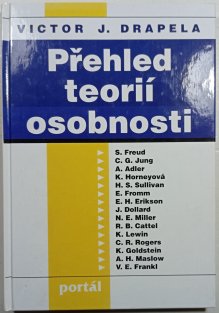 VICTOR J. DRAPELA
Přehled
teorií
osobnosti
S. Freud
C. G. Jung
A. Adler
K. Horneyová
H. S. Sullivan
E. Fromm
E. H. Erikson
J. Dollard
N. E. Miller
R. B. Cattel
K. Lewin
C. R. Rogers
K. Goldstein
A. H. Maslow
V. E. Frankl
portál